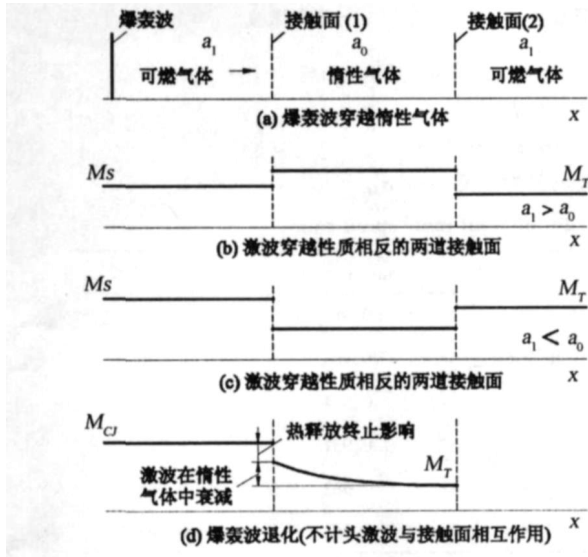 爆轰波 接触面 (1) 接触面(2)
a₁ a₀ a₁
可燃气体 惰性气体 可燃气体
x
(a) 爆轰波穿越惰性气体
Ms M_T
a₁ > a₀
x
(b) 激波穿越性质相反的两道接触面
Ms M_T
a₁ < a₀
x
(c) 激波穿越性质相反的两道接触面
M_CJ 热释放终止影响
激波在惰性 M_T
气体中衰减
x
(d) 爆轰波退化(不计头激波与接触面相互作用)